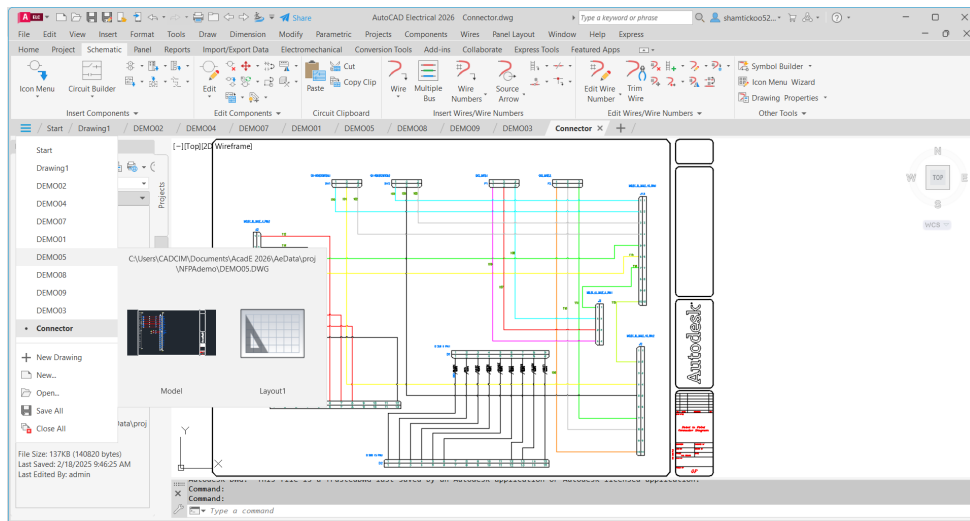 A ECLE Share AutoCAD Electrical 2026 Connector.dwg Type a keyword or phrase shamtickoo52...
File Edit View Insert Format Tools Draw Dimension Modify Parametric Projects Components Wires Panel Layout Window Help Express
Home Project Schematic Panel Reports Import/Export Data Electromechanical Conversion Tools Add-ins Collaborate Express Tools Featured Apps
Cut
Copy Clip
Symbol Builder
Icon Menu Wizard
Drawing Properties
Icon Menu Circuit Builder Edit Paste Wire Multiple Bus Wire Numbers Source Arrow Edit Wire Number Trim Wire
Insert Components Edit Components Circuit Clipboard Insert Wires/Wire Numbers Edit Wires/Wire Numbers Other Tools
Start Drawing1 DEMO02 DEMO04 DEMO07 DEMO01 DEMO05 DEMO08 DEMO09 DEMO03 Connector
[−][Top][2D Wireframe]
Start
Drawing1
DEMO02
DEMO04
DEMO07
DEMO01
DEMO05
DEMO08
DEMO09
DEMO03
• Connector
New Drawing
New...
Open...
Save All
Close All
Projects
C:\Users\CADCIM\Documents\AcadE 2026\AeData\proj
\NFPAdemo\DEMO05.DWG
Model Layout1
Data\proj
File Size: 137KB (140820 bytes)
Last Saved: 2/18/2025 9:46:25 AM
Last Edited By: admin
N
W TOP E
S
WCS
Autodesk
Y
X
Command:
Command:
Type a command